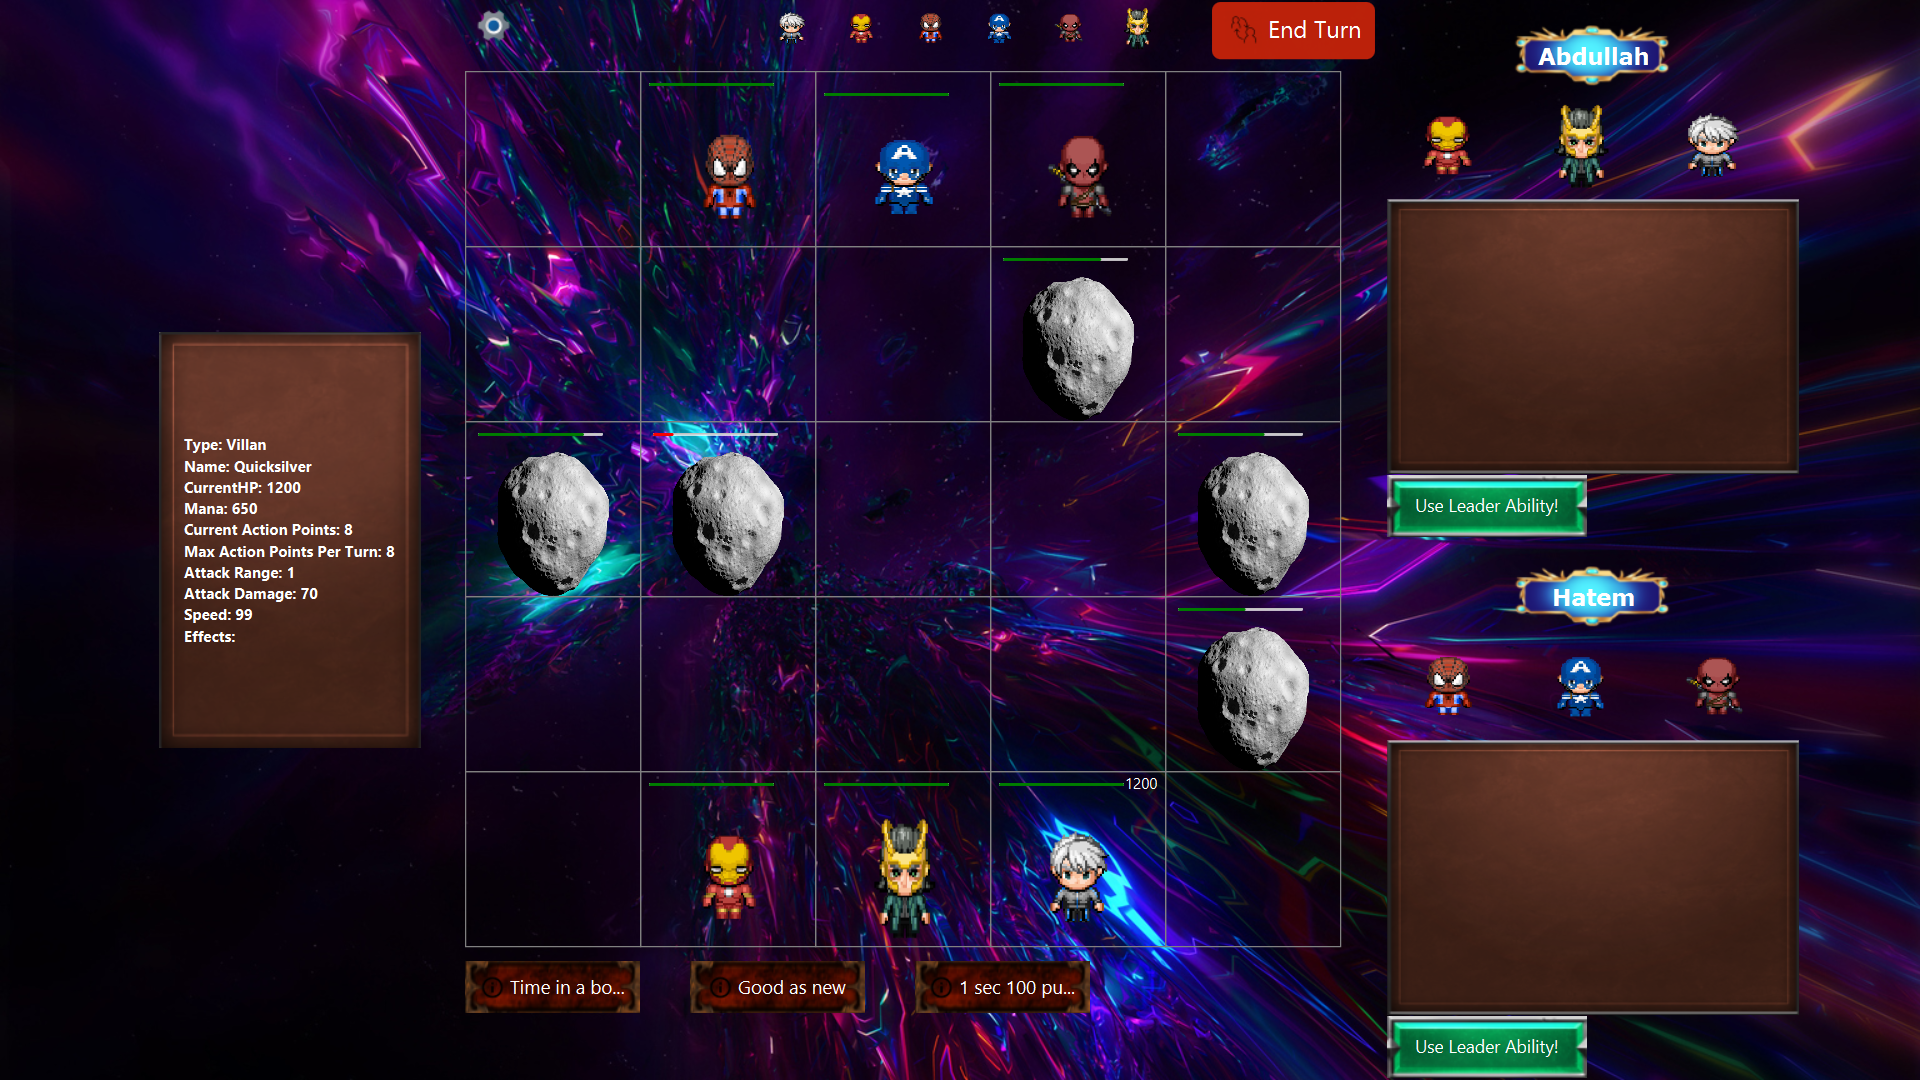 End Turn
Abdullah
Type: Villan
Name: Quicksilver
CurrentHP: 1200
Mana: 650
Current Action Points: 8
Max Action Points Per Turn: 8
Attack Range: 1
Attack Damage: 70
Speed: 99
Effects:
Use Leader Ability!
Hatem
1200
Time in a bo...
Good as new
1 sec 100 pu...
Use Leader Ability!